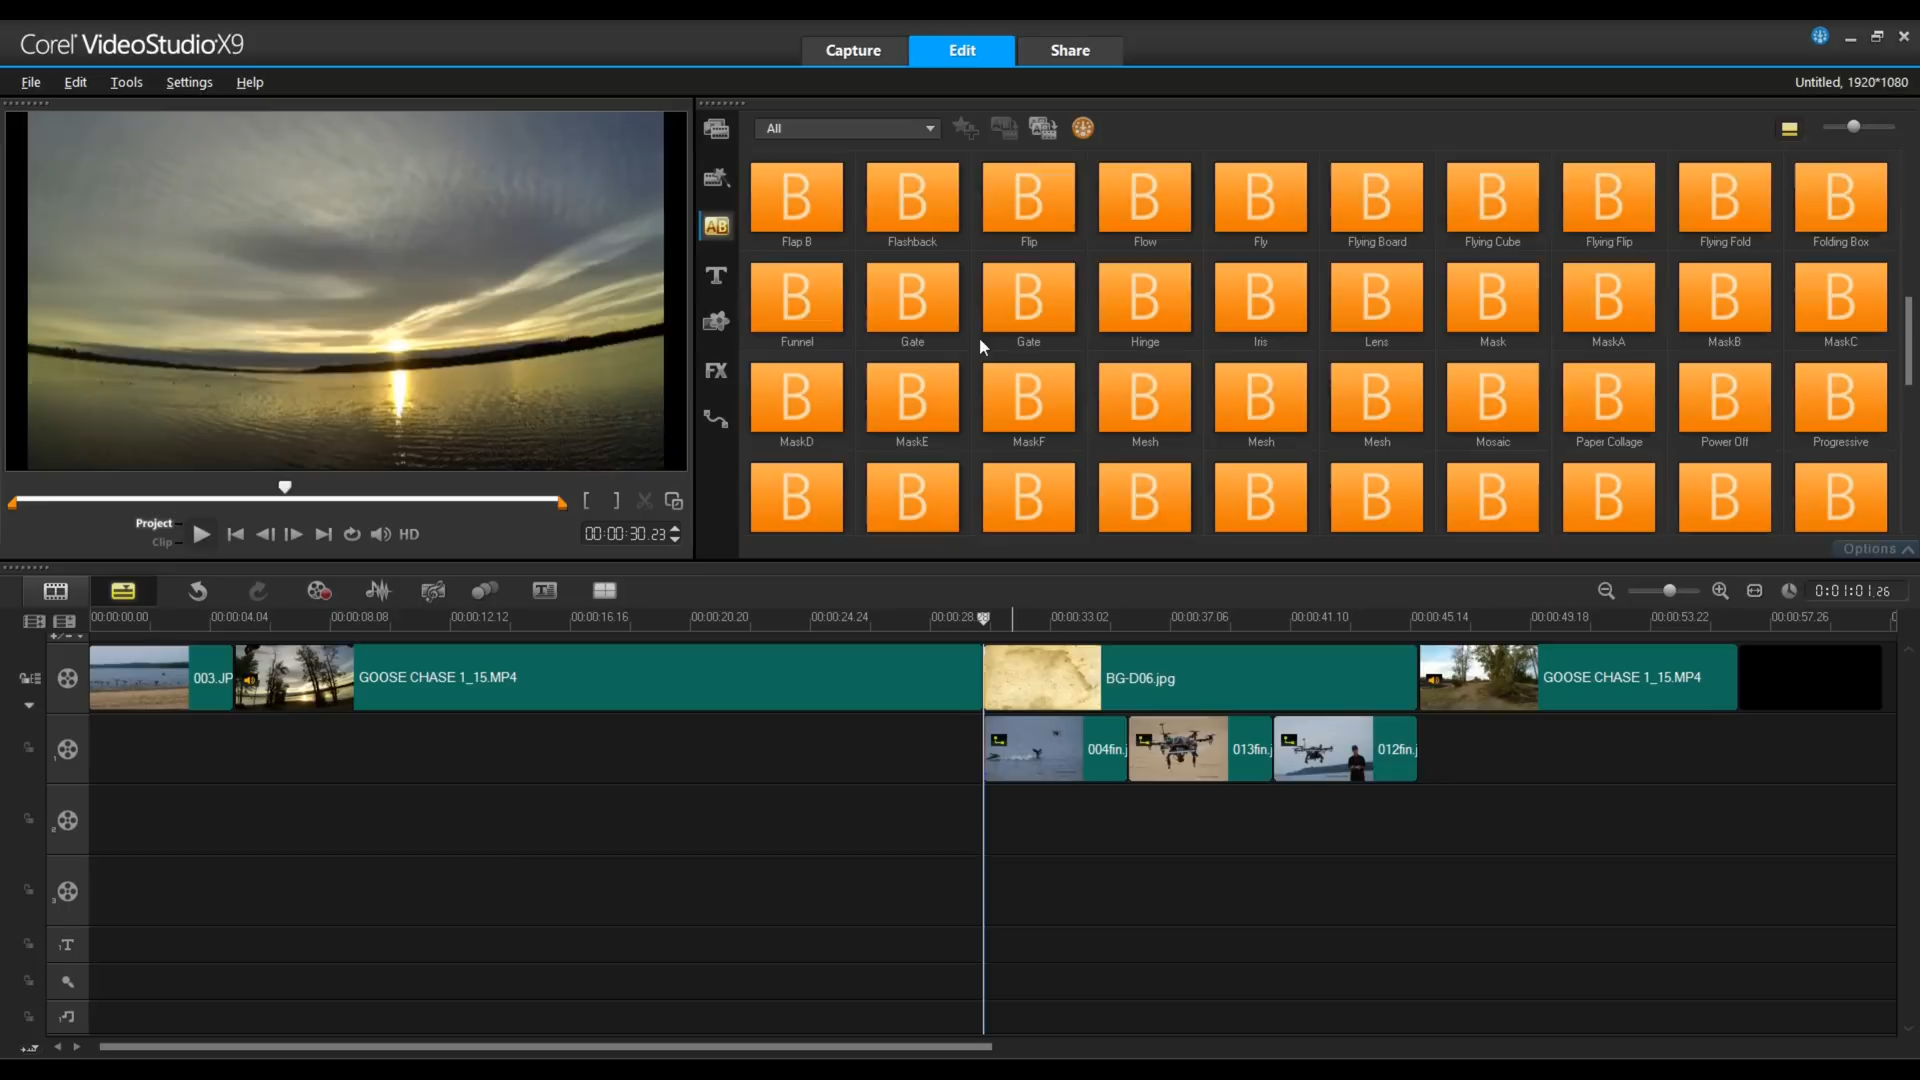 Corel VideoStudio X9
Capture
Edit
Share
File
Edit
Tools
Settings
Help
Untitled, 1920*1080
All
AB
T
FX
B B B B B B B B B B
Flap B
Flashback
Flip
Flow
Fly
Flying Board
Flying Cube
Flying Flip
Flying Fold
Folding Box
B B B B B B B B B B
Funnel
Gate
Gate
Hinge
Iris
Lens
Mask
MaskA
MaskB
MaskC
B B B B B B B B B B
MaskD
MaskE
MaskF
Mesh
Mesh
Mesh
Mosaic
Paper Collage
Power Off
Progressive
B B B B B B B B B B
Options
[ ]
Project
Clip
HD
00:00:30.23
0:01:01.26
00:00:00.00
00:00:04.04
00:00:08.08
00:00:12.12
00:00:16.16
00:00:20.20
00:00:24.24
00:00:33.02
00:00:37.06
00:00:41.10
00:00:45.14
00:00:49.18
00:00:53.22
00:00:57.26
003.JP
GOOSE CHASE 1_15.MP4
BG-D06.jpg
GOOSE CHASE 1_15.MP4
1
004fin.j
013fin.j
012fin.j
2
3
1T
1